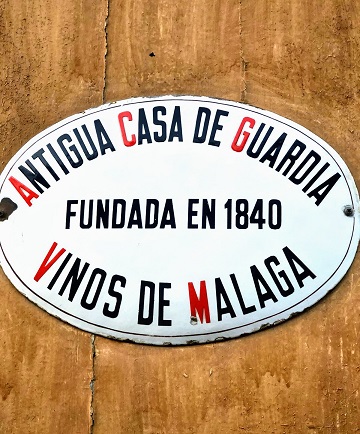 ANTIGUA CASA DE GUARDIA
FUNDADA EN 1840
VINOS DE MALAGA